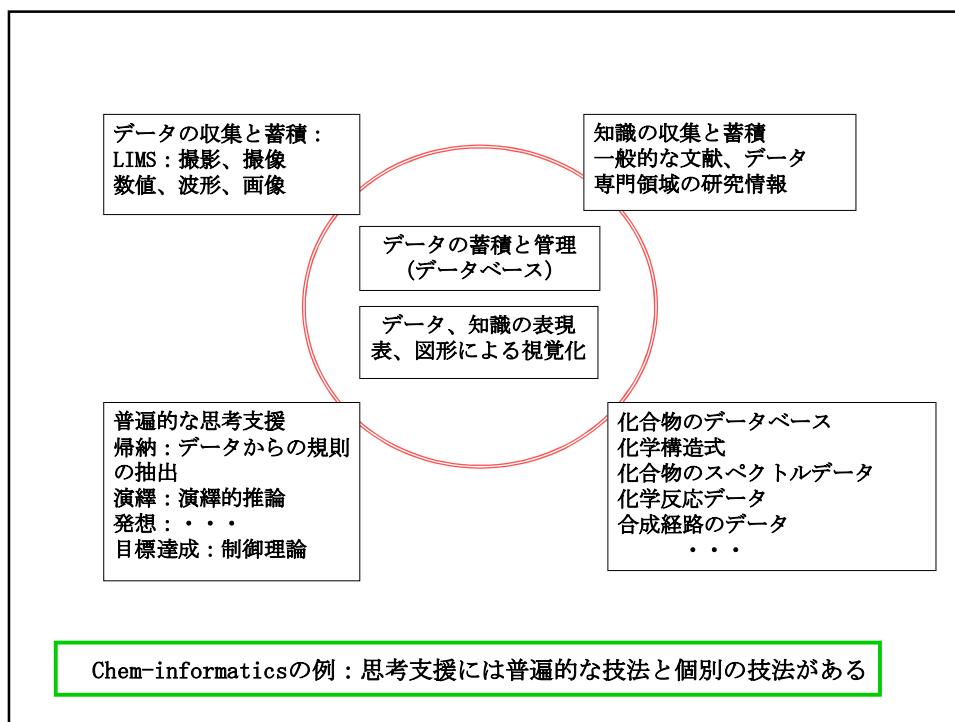 データの収集と蓄積：
LIMS：撮影、撮像
数値、波形、画像
知識の収集と蓄積
一般的な文献、データ
専門領域の研究情報
データの蓄積と管理
(データベース)
データ、知識の表現
表、図形による視覚化
普遍的な思考支援
帰納：データからの規則
の抽出
演繹：演繹的推論
発想：・・・
目標達成：制御理論
化合物のデータベース
化学構造式
化合物のスペクトルデータ
化学反応データ
合成経路のデータ
・・・
Chem-informaticsの例：思考支援には普遍的な技法と個別の技法がある